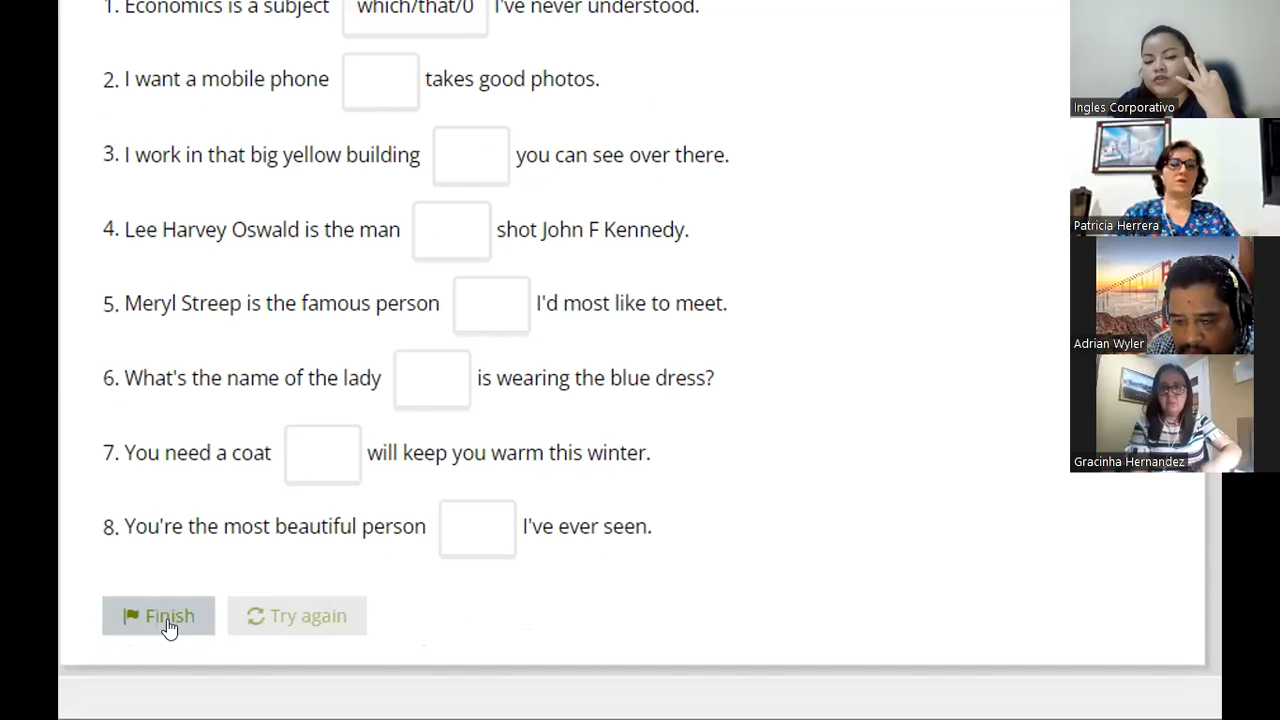 1. Economics is a subject which/that/0 I've never understood.
2. I want a mobile phone takes good photos.
3. I work in that big yellow building you can see over there.
4. Lee Harvey Oswald is the man shot John F Kennedy.
5. Meryl Streep is the famous person I'd most like to meet.
6. What's the name of the lady is wearing the blue dress?
7. You need a coat will keep you warm this winter.
8. You're the most beautiful person I've ever seen.
Finish Try again
Ingles Corporativo
Patricia Herrera
Adrian Wyler
Gracinha Hernandez